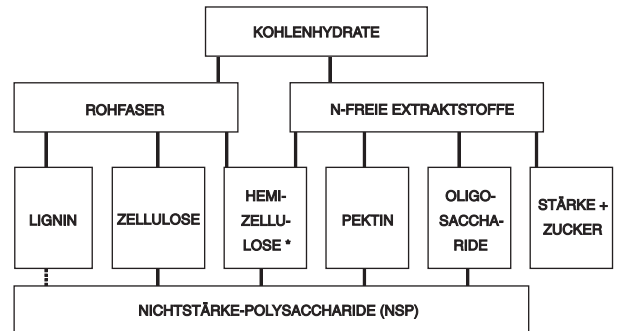 KOHLENHYDRATE
ROHFASER
N-FREIE EXTRAKTSTOFFE
LIGNIN
ZELLULOSE
HEMI-
ZELLU-
LOSE *
PEKTIN
OLIGO-
SACCHA-
RIDE
STÄRKE +
ZUCKER
NICHTSTÄRKE-POLYSACCHARIDE (NSP)